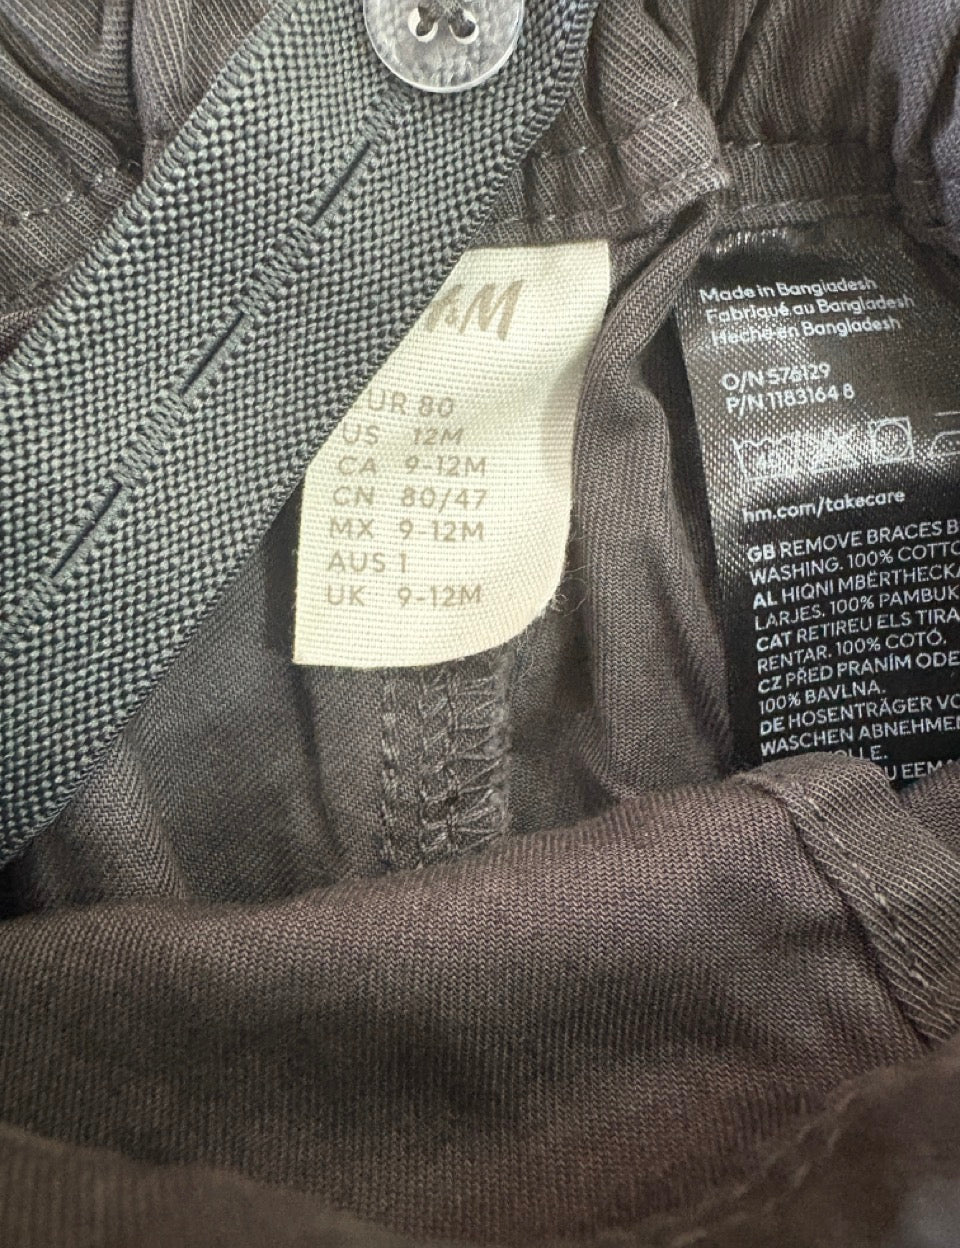 &M
EUR 80
US 12M
CA 9-12M
CN 80/47
MX 9-12M
AUS 1
UK 9-12M
Made in Bangladesh
Fabriqué au Bangladesh
Hecho en Bangladesh
O/N 576129
P/N 1183164 8
hm.com/takecare
GB REMOVE BRACES B
WASHING. 100% COTTO
AL HIQNI MBËRTHECKA
LARJES. 100% PAMBUK
CAT RETIREU ELS TIRA
RENTAR. 100% COTÓ.
CZ PŘED PRANÍM ODE
100% BAVLNA.
DE HOSENTRÄGER VO
WASCHEN ABNEHMEN
OLLE.
U EEMA